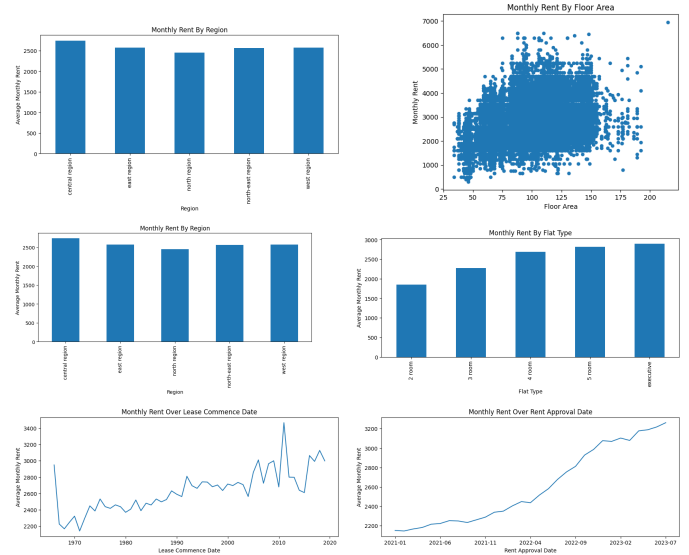 Monthly Rent By Region
Average Monthly Rent
2500
2000
1500
1000
500
0
central region
east region
north region
north-east region
west region
Region
Monthly Rent By Floor Area
Monthly Rent
7000
6000
5000
4000
3000
2000
1000
0
25 50 75 100 125 150 175 200
Floor Area
Monthly Rent By Region
Average Monthly Rent
2500
2000
1500
1000
500
0
central region
east region
north region
north-east region
west region
Region
Monthly Rent By Flat Type
Average Monthly Rent
3000
2500
2000
1500
1000
500
0
2 room
3 room
4 room
5 room
executive
Flat Type
Monthly Rent Over Lease Commence Date
Average Monthly Rent
3400
3200
3000
2800
2600
2400
2200
1970 1980 1990 2000 2010 2020
Lease Commence Date
Monthly Rent Over Rent Approval Date
Average Monthly Rent
3200
3000
2800
2600
2400
2200
2021-01 2021-06 2021-11 2022-04 2022-09 2023-02 2023-07
Rent Approval Date